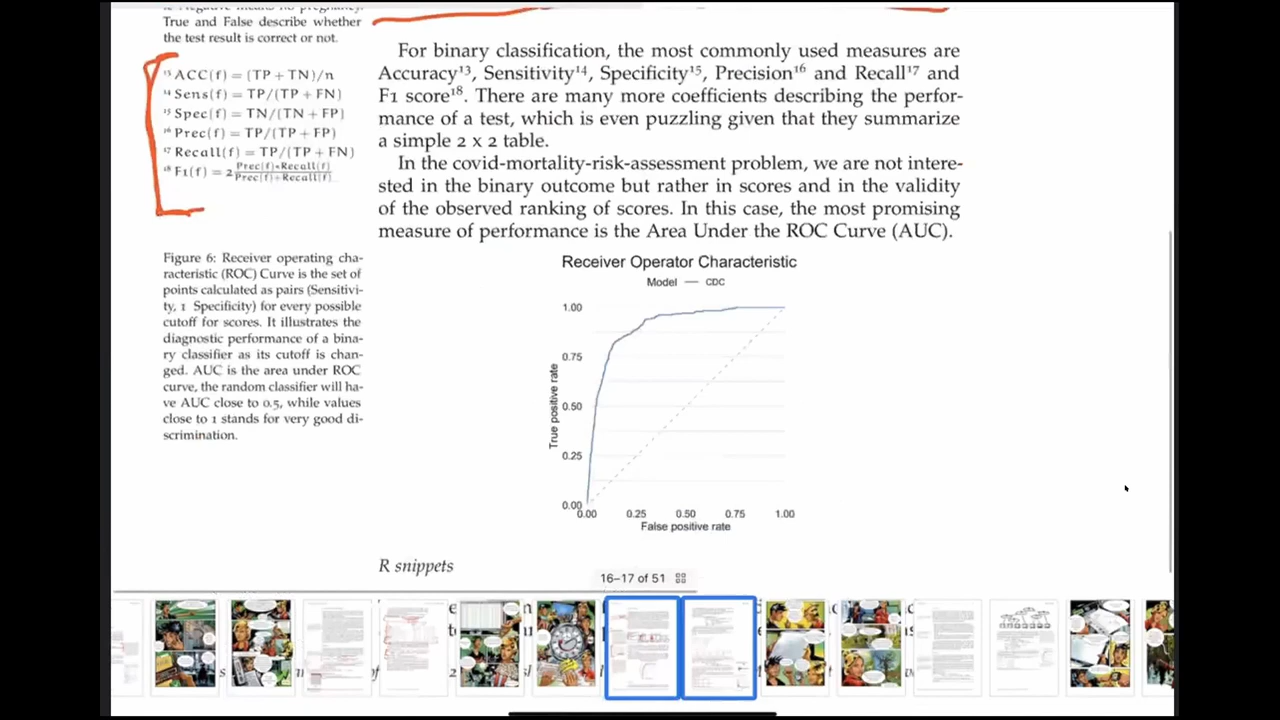 True and False describe whether
the test result is correct or not.
¹³ ACC(f) = (TP + TN)/n
¹⁴ Sens(f) = TP/(TP + FN)
¹⁵ Spec(f) = TN/(TN + FP)
¹⁶ Prec(f) = TP/(TP + FP)
¹⁷ Recall(f) = TP/(TP + FN)
¹⁸ F1(f) = 2 Prec(f)*Recall(f) / Prec(f)+Recall(f)
For binary classification, the most commonly used measures are
Accuracy¹³, Sensitivity¹⁴, Specificity¹⁵, Precision¹⁶ and Recall¹⁷ and
F1 score¹⁸. There are many more coefficients describing the perfor-
mance of a test, which is even puzzling given that they summarize
a simple 2 x 2 table.
In the covid-mortality-risk-assessment problem, we are not intere-
sted in the binary outcome but rather in scores and in the validity
of the observed ranking of scores. In this case, the most promising
measure of performance is the Area Under the ROC Curve (AUC).
Figure 6: Receiver operating cha-
racteristic (ROC) Curve is the set of
points calculated as pairs (Sensitivi-
ty, 1 Specificity) for every possible
cutoff for scores. It illustrates the
diagnostic performance of a bina-
ry classifier as its cutoff is chan-
ged. AUC is the area under ROC
curve, the random classifier will ha-
ve AUC close to 0.5, while values
close to 1 stands for very good di-
scrimination.
Receiver Operator Characteristic
Model — CDC
1.00
0.75
0.50
0.25
0.00
True positive rate
0.00 0.25 0.50 0.75 1.00
False positive rate
R snippets
16–17 of 51